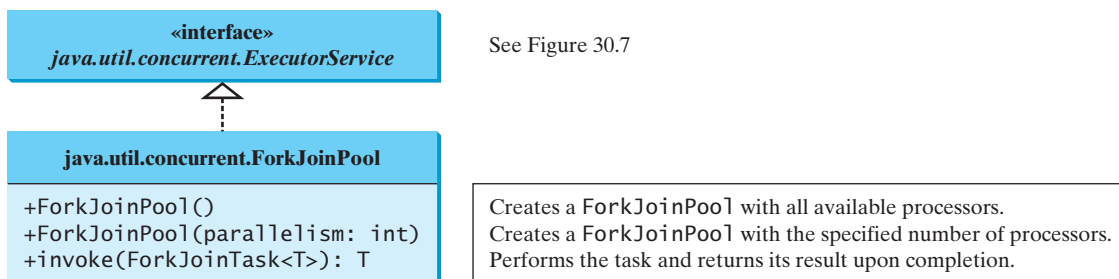 «interface»
java.util.concurrent.ExecutorService
See Figure 30.7
java.util.concurrent.ForkJoinPool
+ForkJoinPool()
Creates a ForkJoinPool with all available processors.
+ForkJoinPool(parallelism: int)
Creates a ForkJoinPool with the specified number of processors.
+invoke(ForkJoinTask<T>): T
Performs the task and returns its result upon completion.